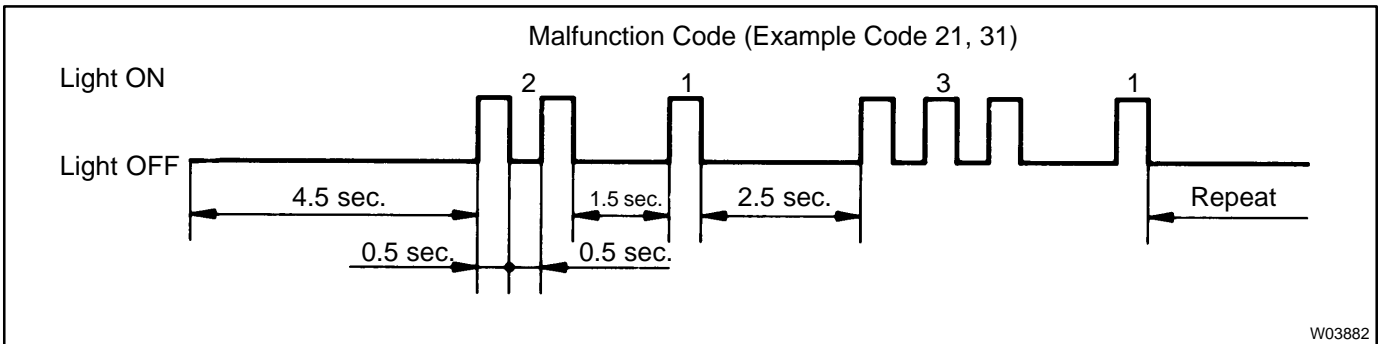 Malfunction Code (Example Code 21, 31)
Light ON
2 1 3 1
Light OFF
4.5 sec. 1.5 sec. 2.5 sec. Repeat
0.5 sec. 0.5 sec.
W03882